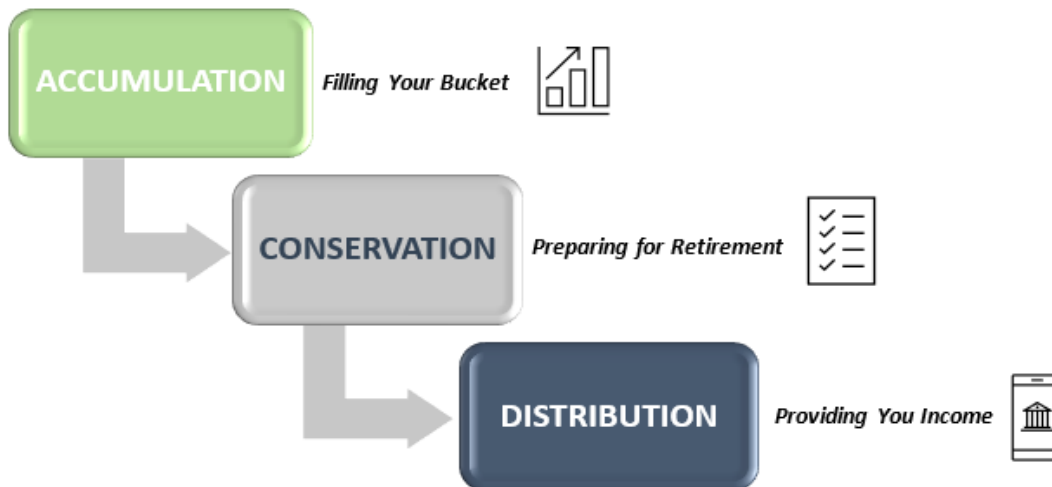 ACCUMULATION
Filling Your Bucket
CONSERVATION
Preparing for Retirement
DISTRIBUTION
Providing You Income